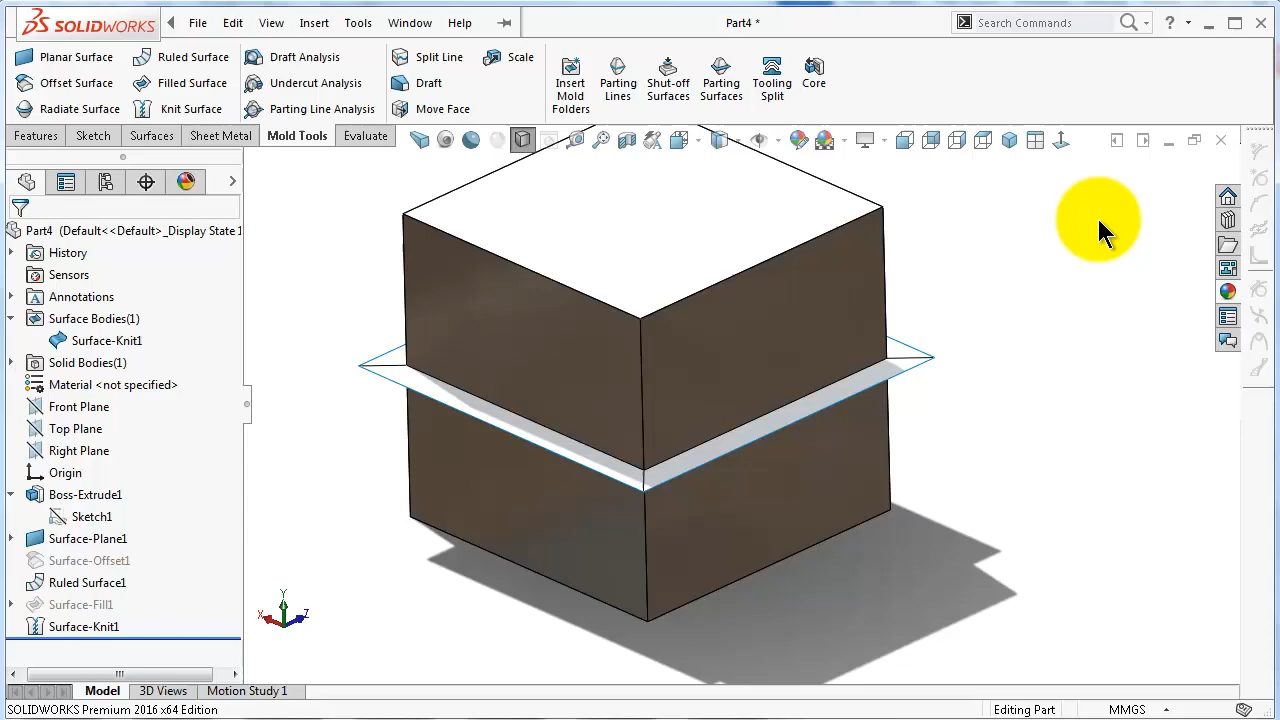 SOLIDWORKS File Edit View Insert Tools Window Help Part4 * Search Commands ?
Planar Surface Ruled Surface Draft Analysis Split Line Scale
Offset Surface Filled Surface Undercut Analysis Draft
Radiate Surface Knit Surface Parting Line Analysis Move Face
Insert Mold Folders
Parting Lines
Shut-off Surfaces
Parting Surfaces
Tooling Split
Core
Features Sketch Surfaces Sheet Metal Mold Tools Evaluate
Part4 (Default<<Default>_Display State 1
History
Sensors
Annotations
Surface Bodies(1)
Surface-Knit1
Solid Bodies(1)
Material <not specified>
Front Plane
Top Plane
Right Plane
Origin
Boss-Extrude1
Sketch1
Surface-Plane1
Surface-Offset1
Ruled Surface1
Surface-Fill1
Surface-Knit1
Y
X Z
Model 3D Views Motion Study 1
SOLIDWORKS Premium 2016 x64 Edition Editing Part MMGS